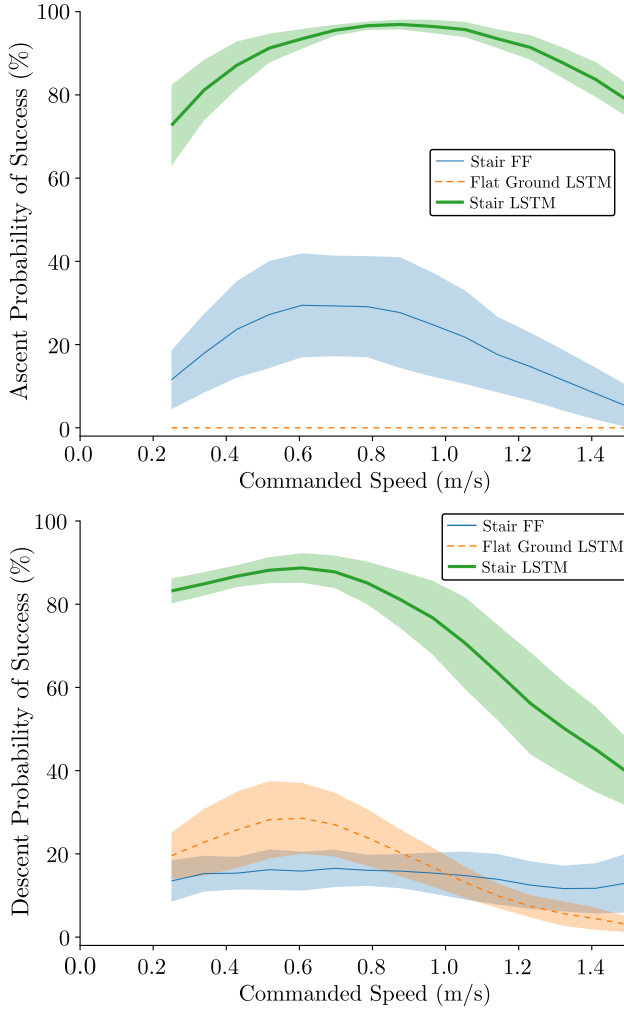 100
80
60
40
20
0
Ascent Probability of Success (%)
Stair FF
Flat Ground LSTM
Stair LSTM
0.0 0.2 0.4 0.6 0.8 1.0 1.2 1.4
Commanded Speed (m/s)
100
80
60
40
20
0
Descent Probability of Success (%)
Stair FF
Flat Ground LSTM
Stair LSTM
0.0 0.2 0.4 0.6 0.8 1.0 1.2 1.4
Commanded Speed (m/s)